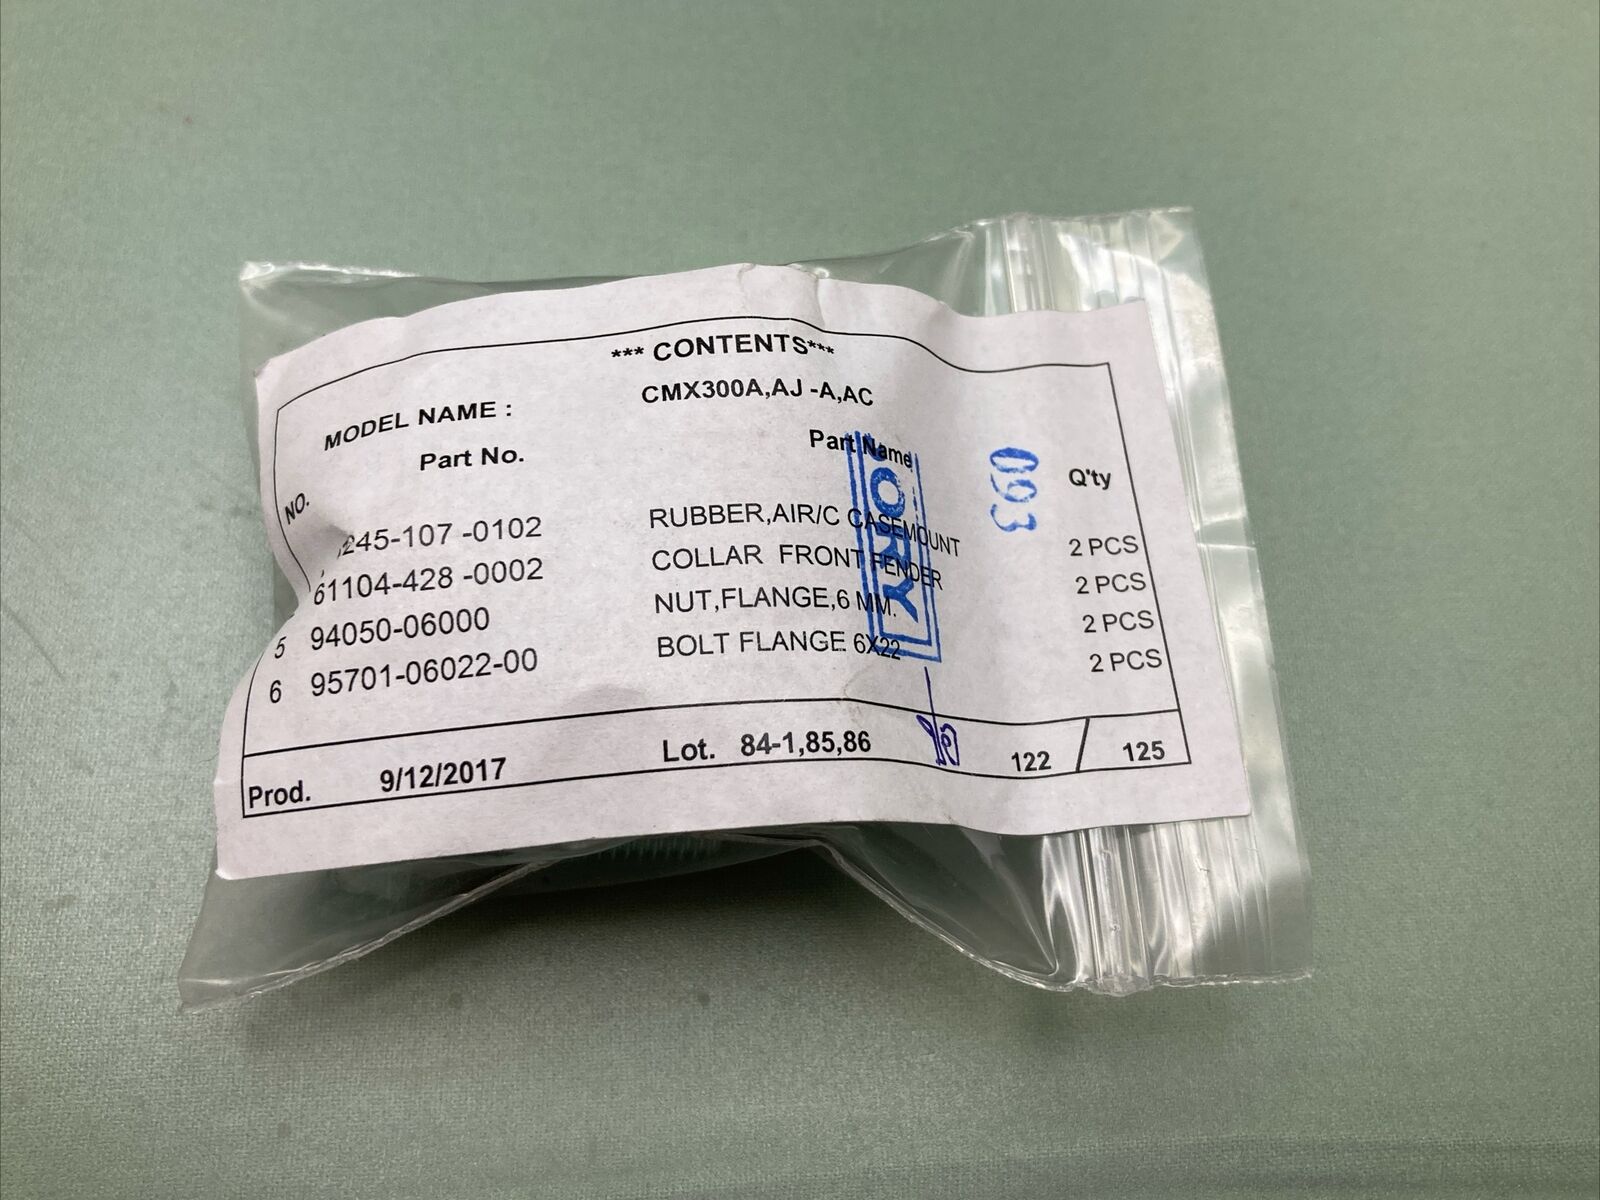 *** CONTENTS***
MODEL NAME : CMX300A,AJ -A,AC
NO. Part No. Part Name Q'ty
245-107 -0102 RUBBER,AIR/C CASEMOUNT 2 PCS
61104-428 -0002 COLLAR FRONT FENDER 2 PCS
5 94050-06000 NUT,FLANGE,6 MM. 2 PCS
6 95701-06022-00 BOLT FLANGE 6X22 2 PCS
Prod. 9/12/2017 Lot. 84-1,85,86 122 / 125
ORY
093